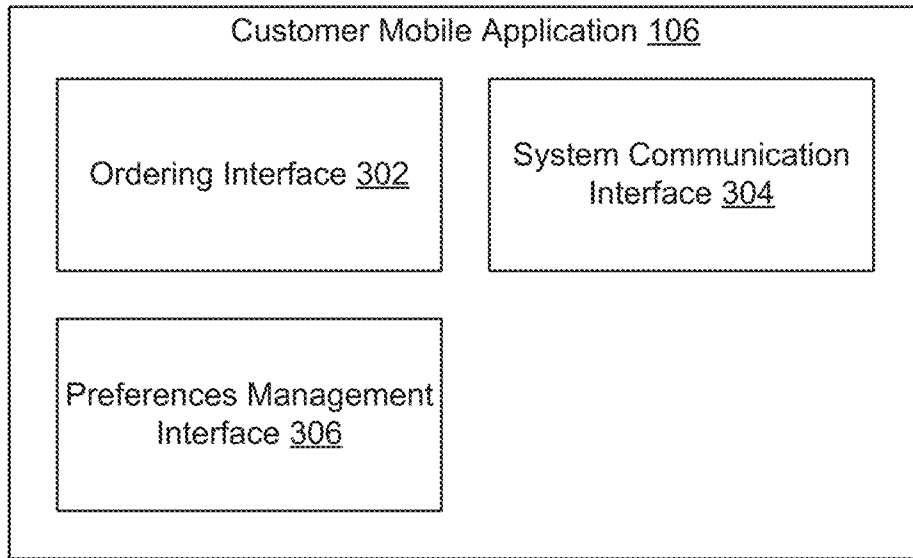 Customer Mobile Application 106
Ordering Interface 302
System Communication
Interface 304
Preferences Management
Interface 306